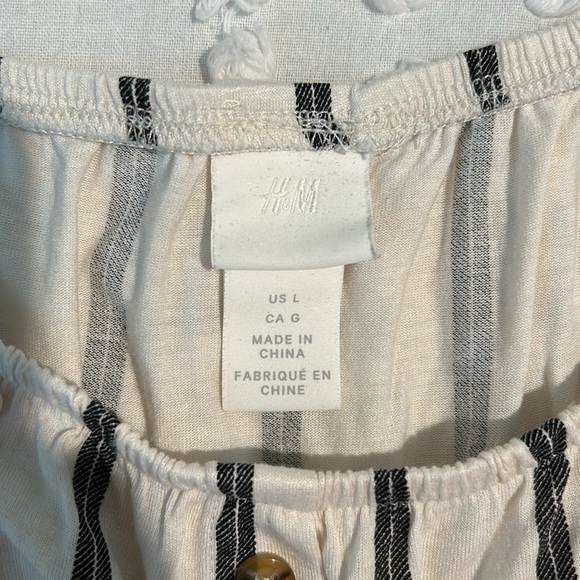 H&M
US L
CA G
MADE IN
CHINA
FABRIQUÉ EN
CHINE